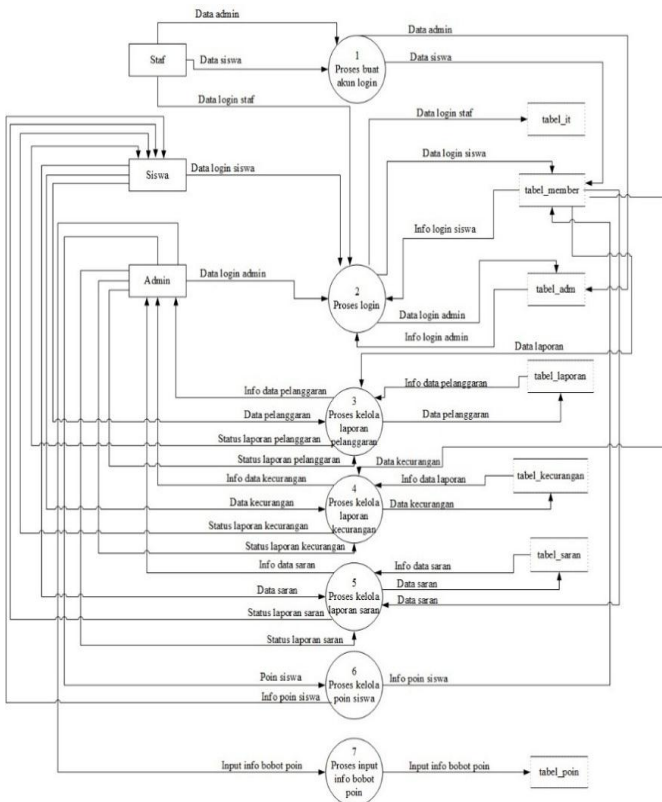 Data admin
Data admin
Staf
Data siswa
1
Proses buat
akun login
Data siswa
Data login staf
Data login staf
tabel_it
Data login siswa
Siswa
Data login siswa
tabel_member
Info login siswa
Admin
Data login admin
2
Proses login
Data login admin
tabel_adm
Info login admin
Data laporan
Info data pelanggaran
Info data pelanggaran
tabel_laporan
3
Proses kelola
laporan
pelanggaran
Data pelanggaran
Data pelanggaran
Status laporan pelanggaran
Status laporan pelanggaran
Data kecurangan
Info data kecurangan
Info data laporan
tabel_kecurangan
4
Proses kelola
laporan
kecurangan
Data kecurangan
Data kecurangan
Status laporan kecurangan
Status laporan kecurangan
Info data saran
Info data saran
tabel_saran
5
Proses kelola
laporan saran
Data saran
Data saran
Data saran
Status laporan saran
Status laporan saran
6
Proses kelola
poin siswa
Poin siswa
Info poin siswa
Info poin siswa
7
Proses input
info bobot
poin
Input info bobot poin
Input info bobot poin
tabel_poin